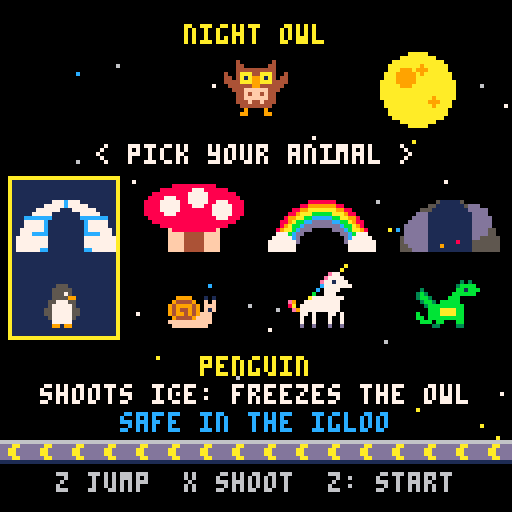 NIGHT OWL
< PICK YOUR ANIMAL >
PENGUIN
SHOOTS ICE: FREEZES THE OWL
SAFE IN THE IGLOO
Z JUMP  X SHOOT  Z: START